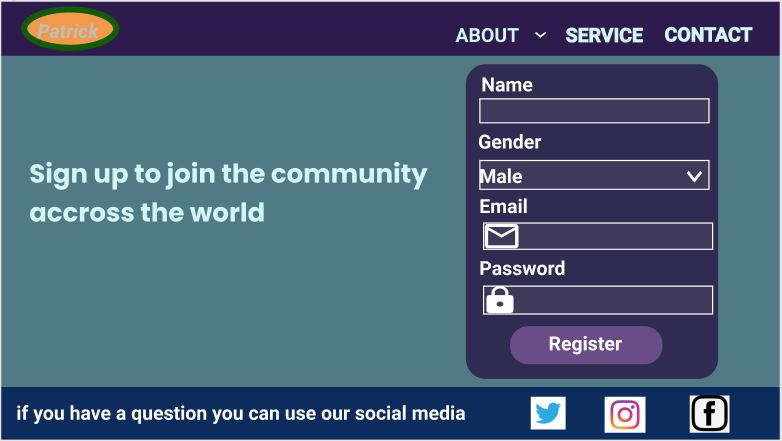 Patrick
ABOUT SERVICE CONTACT
Name
Gender
Male
Sign up to join the community
accross the world
Email
Password
Register
if you have a question you can use our social media